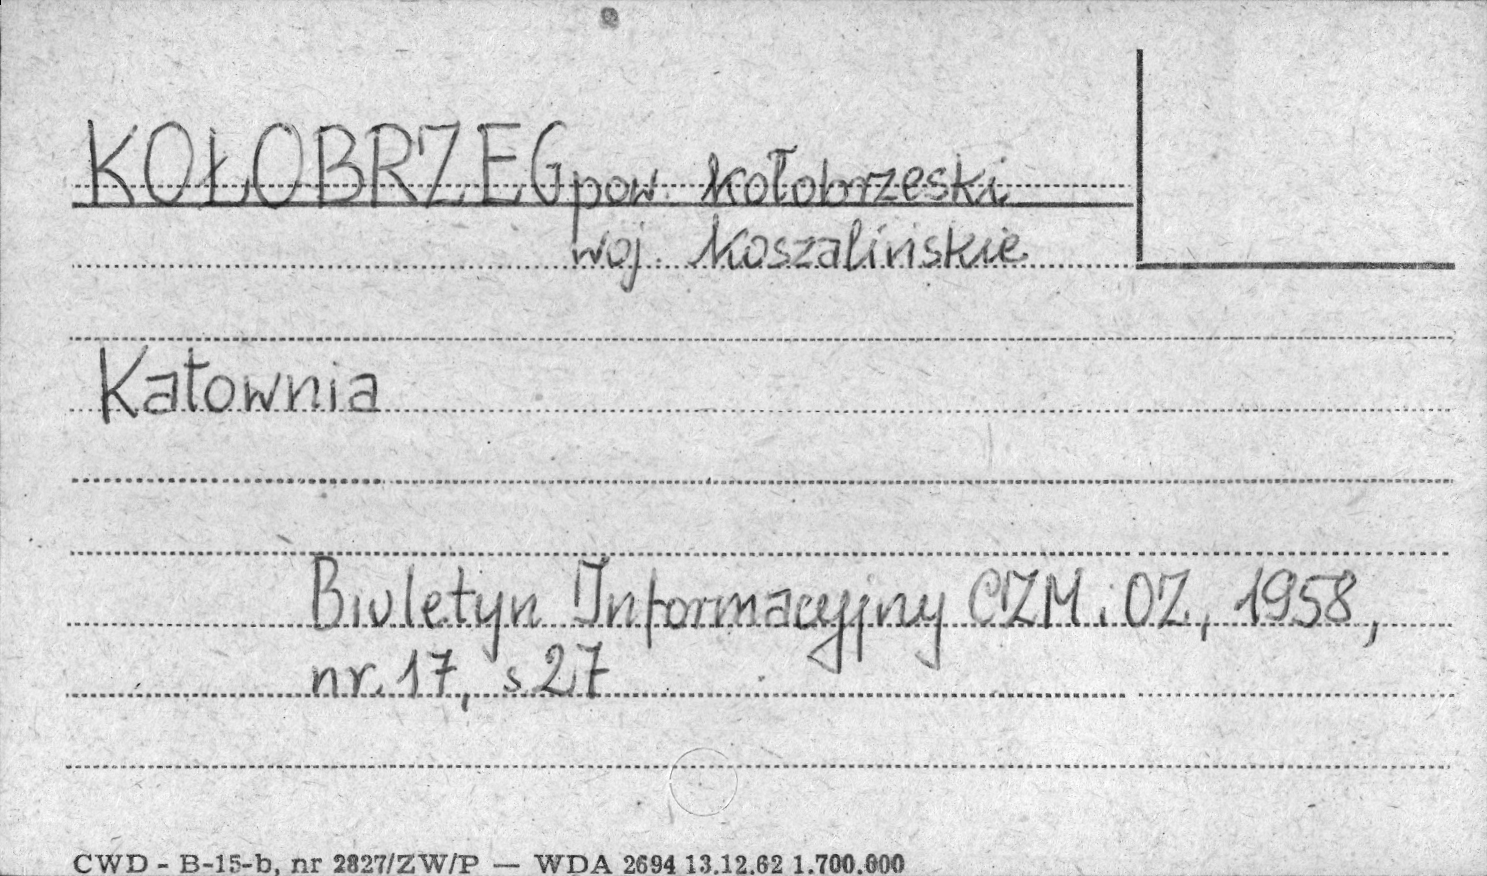 KOŁOBRZEG pow. kołobrzeski
woj. koszalińskie
Katownia
Biuletyn Informacyjny CZM i OZ, 1958,
nr. 17, s 27
CWD - B-15-b, nr 2827/ZW/P — WDA 2694 13.12.62 1.700.000